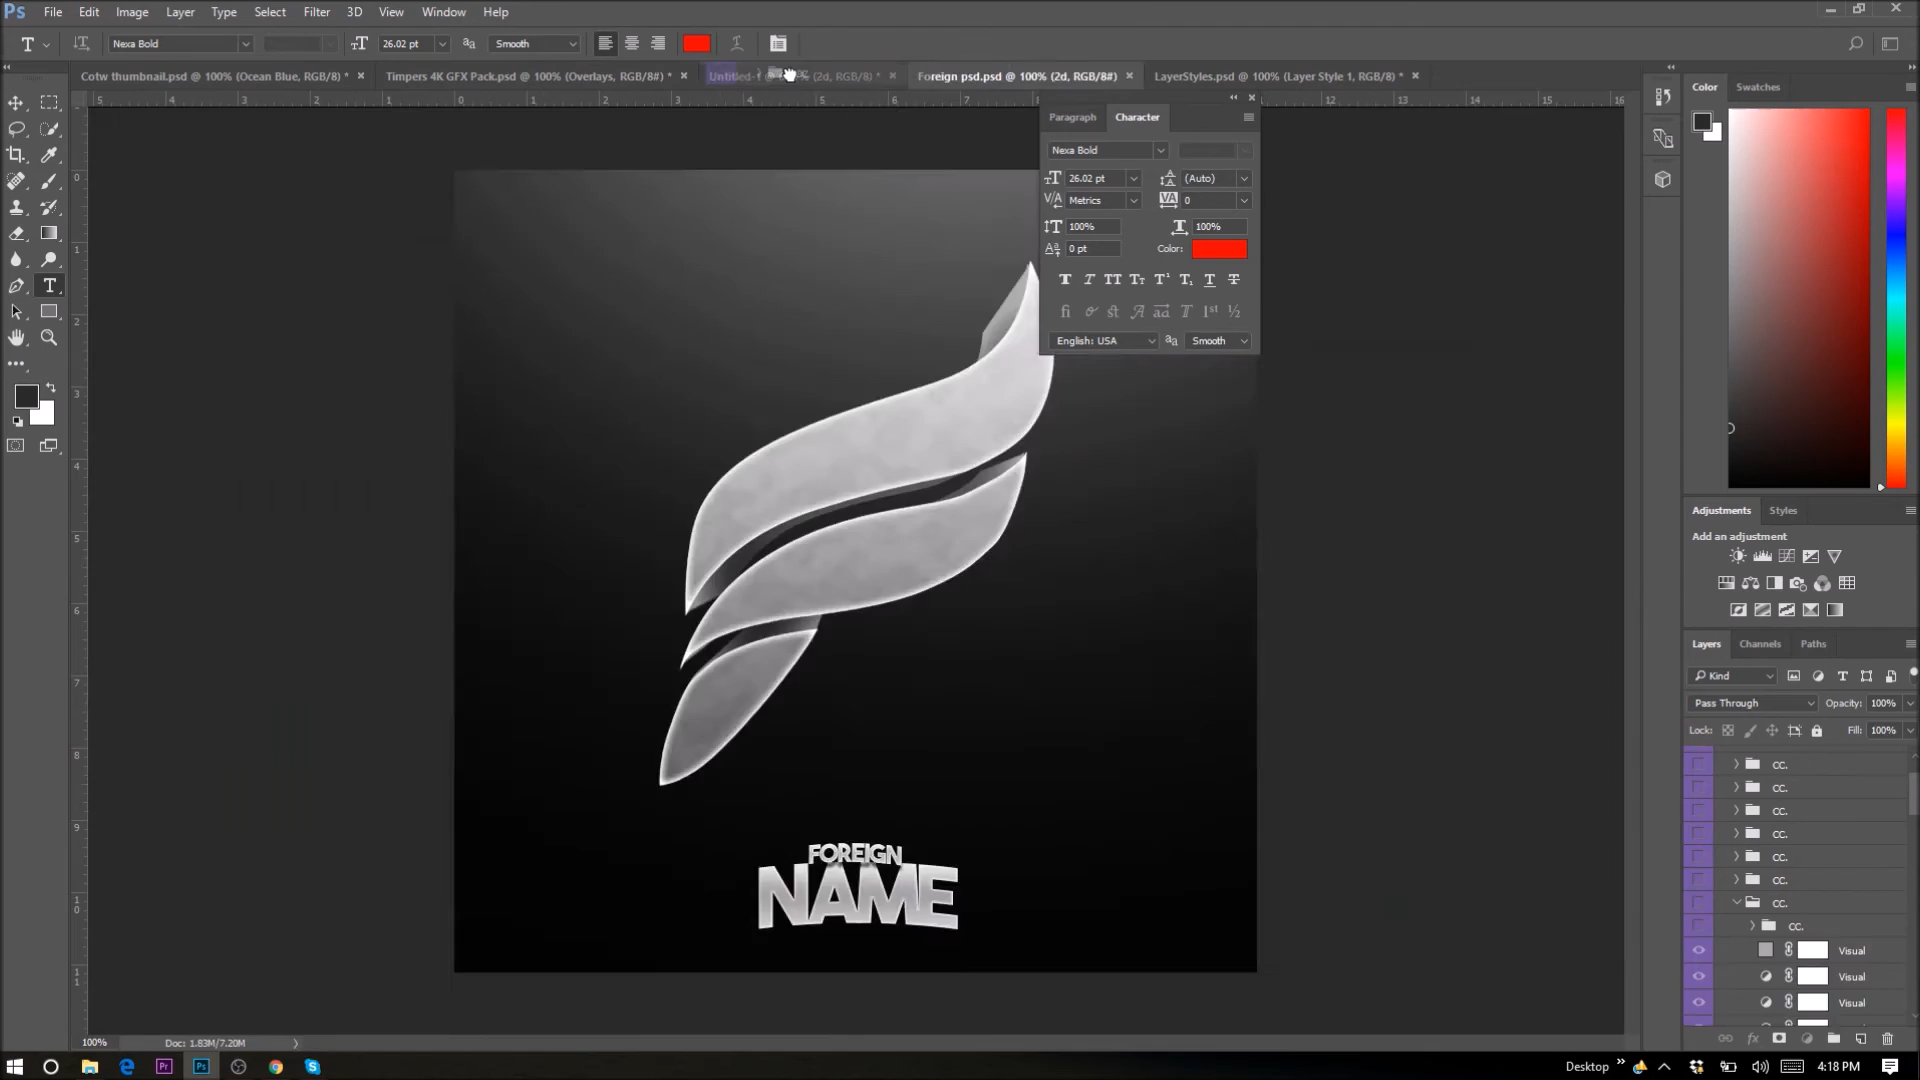 Ps File Edit Image Layer Type Select Filter 3D View Window Help
Nexa Bold 26.02 pt Smooth
Cotw thumbnail.psd @ 100% (Ocean Blue, RGB/8) * Timpers 4K GFX Pack.psd @ 100% (Overlays, RGB/8#) * (2d, RGB/8) * Foreign psd.psd @ 100% (2d, RGB/8#) LayerStyles.psd @ 100% (Layer Style 1, RGB/8) *
Paragraph Character
Nexa Bold
26.02 pt (Auto)
Metrics 0
100% 100%
0 pt Color:
English: USA Smooth
Color Swatches
Adjustments Styles
Add an adjustment
Layers Channels Paths
Kind
Pass Through Opacity: 100%
Lock: Fill: 100%
CC.
CC.
CC.
CC.
CC.
CC.
CC.
CC.
Visual
Visual
Visual
FOREIGN
NAME
100% Doc: 1.83M/7.20M
Desktop 4:18 PM